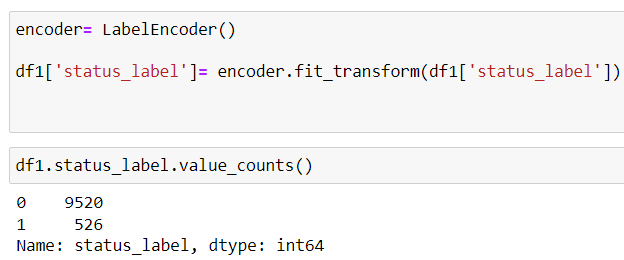 encoder= LabelEncoder()
df1['status_label']= encoder.fit_transform(df1['status_label'])
df1.status_label.value_counts()
0    9520
1     526
Name: status_label, dtype: int64